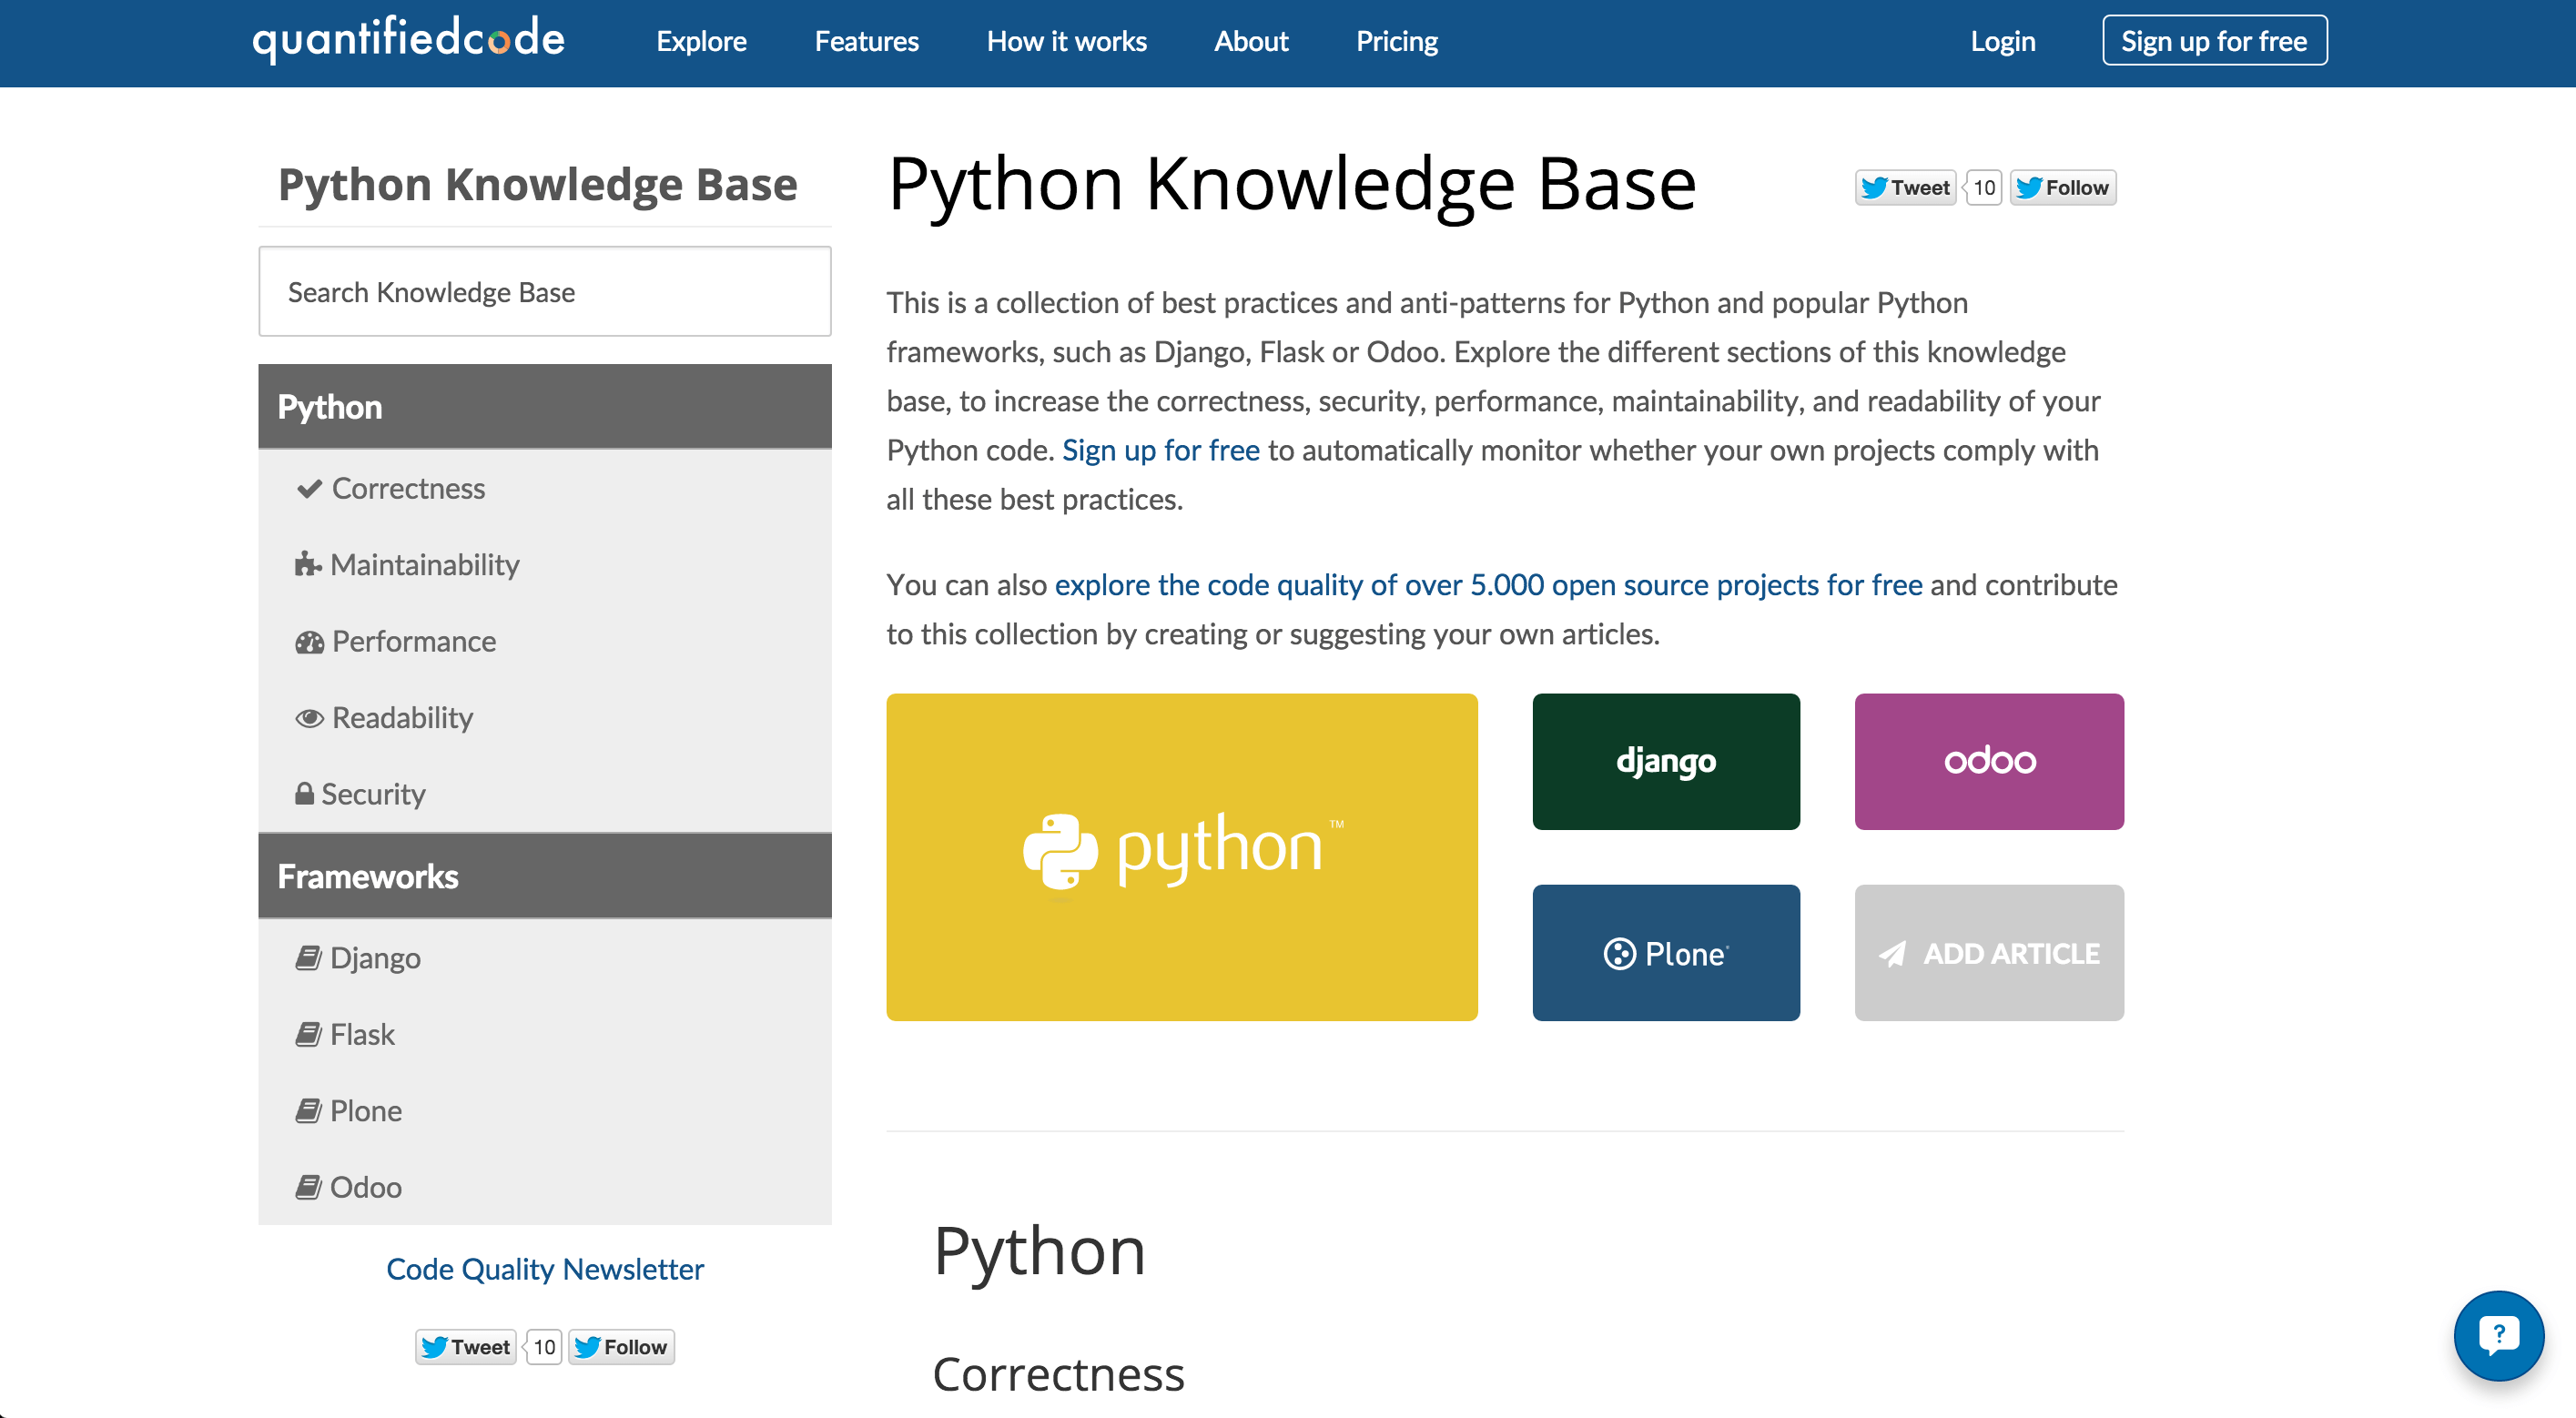 quantifiedcode Explore Features How it works About Pricing Login Sign up for free
Python Knowledge Base
Search Knowledge Base
Python
Correctness
Maintainability
Performance
Readability
Security
Frameworks
Django
Flask
Plone
Odoo
Code Quality Newsletter
Tweet 10 Follow
Python Knowledge Base
Tweet 10 Follow
This is a collection of best practices and anti-patterns for Python and popular Python
frameworks, such as Django, Flask or Odoo. Explore the different sections of this knowledge
base, to increase the correctness, security, performance, maintainability, and readability of your
Python code. Sign up for free to automatically monitor whether your own projects comply with
all these best practices.
You can also explore the code quality of over 5.000 open source projects for free and contribute
to this collection by creating or suggesting your own articles.
python™
django
odoo
Plone
ADD ARTICLE
Python
Correctness
?